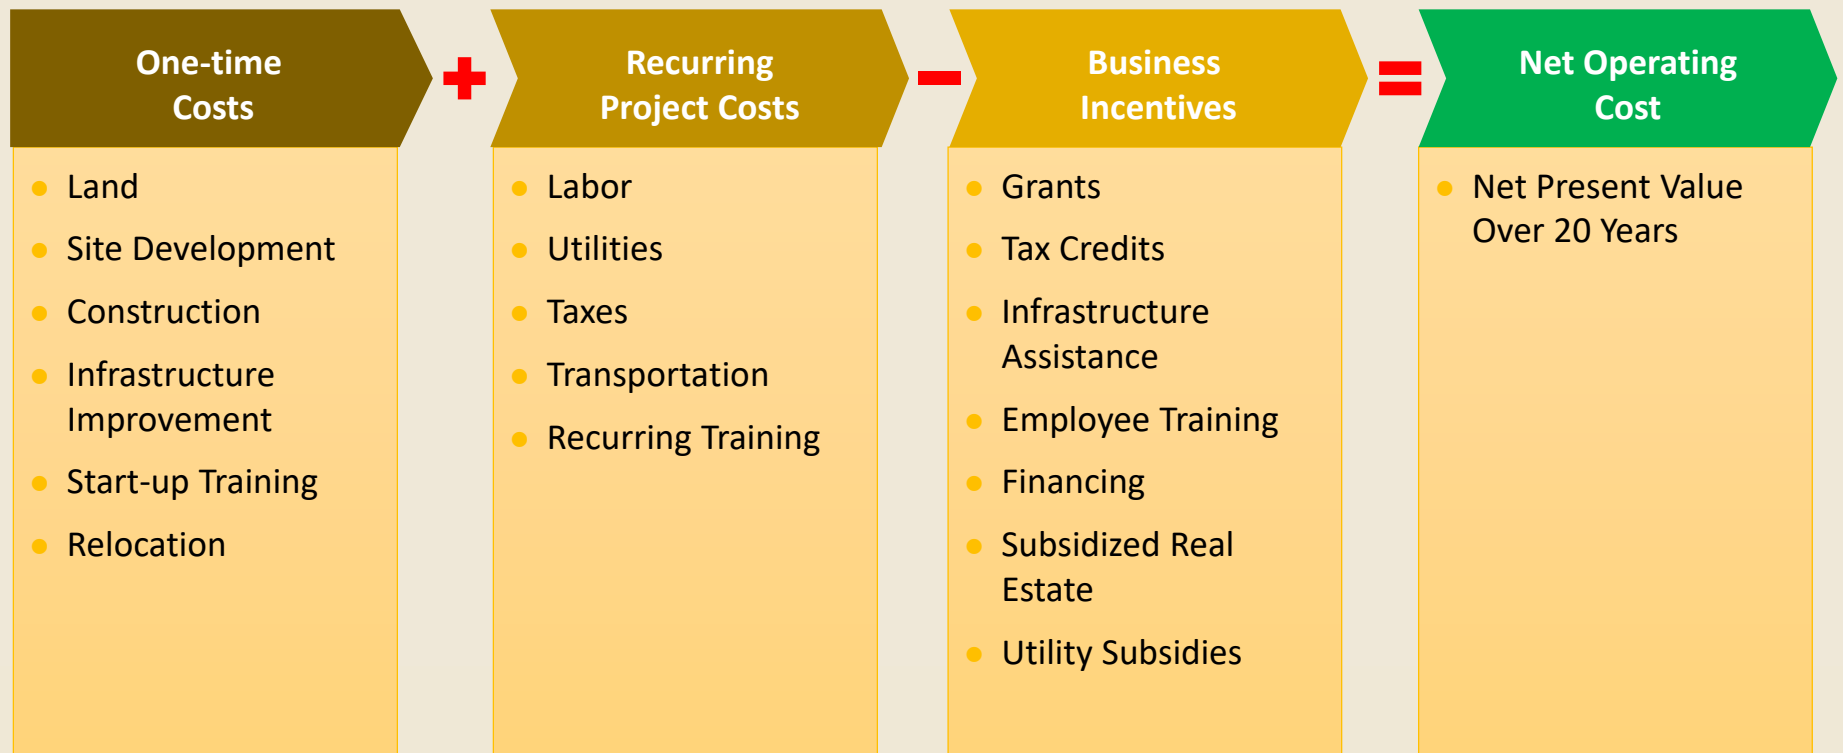 One-time
Costs
+
Recurring
Project Costs
−
Business
Incentives
=
Net Operating
Cost
Land
Site Development
Construction
Infrastructure
Improvement
Start-up Training
Relocation
Labor
Utilities
Taxes
Transportation
Recurring Training
Grants
Tax Credits
Infrastructure
Assistance
Employee Training
Financing
Subsidized Real
Estate
Utility Subsidies
Net Present Value
Over 20 Years